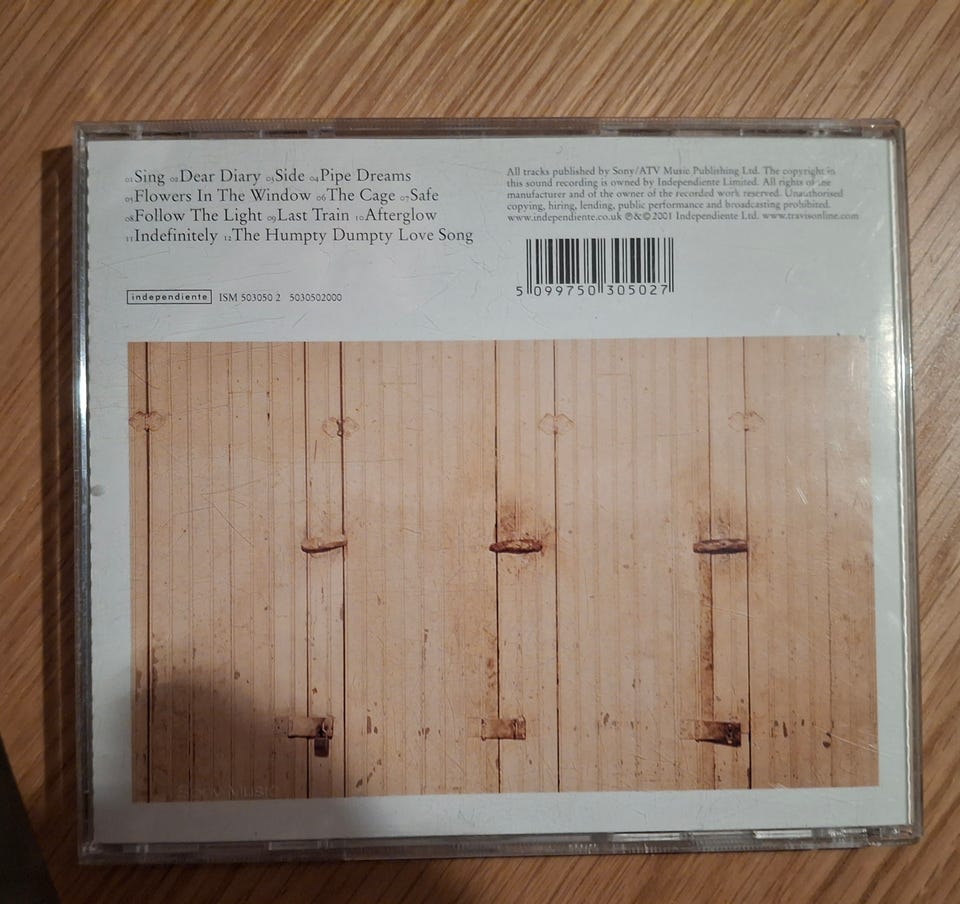 01 Sing 02 Dear Diary 03 Side 04 Pipe Dreams
05 Flowers In The Window 06 The Cage 07 Safe
08 Follow The Light 09 Last Train 10 Afterglow
11 Indefinitely 12 The Humpty Dumpty Love Song
independiente ISM 503050 2 5030502000
All tracks published by Sony/ATV Music Publishing Ltd. The copyright in
this sound recording is owned by Independiente Limited. All rights of the
manufacturer and of the owner of the recorded work reserved. Unauthorised
copying, hiring, lending, public performance and broadcasting prohibited.
www.independiente.co.uk ℗&© 2001 Independiente Ltd. www.travisonline.com
5 099750 305027
Sony Music